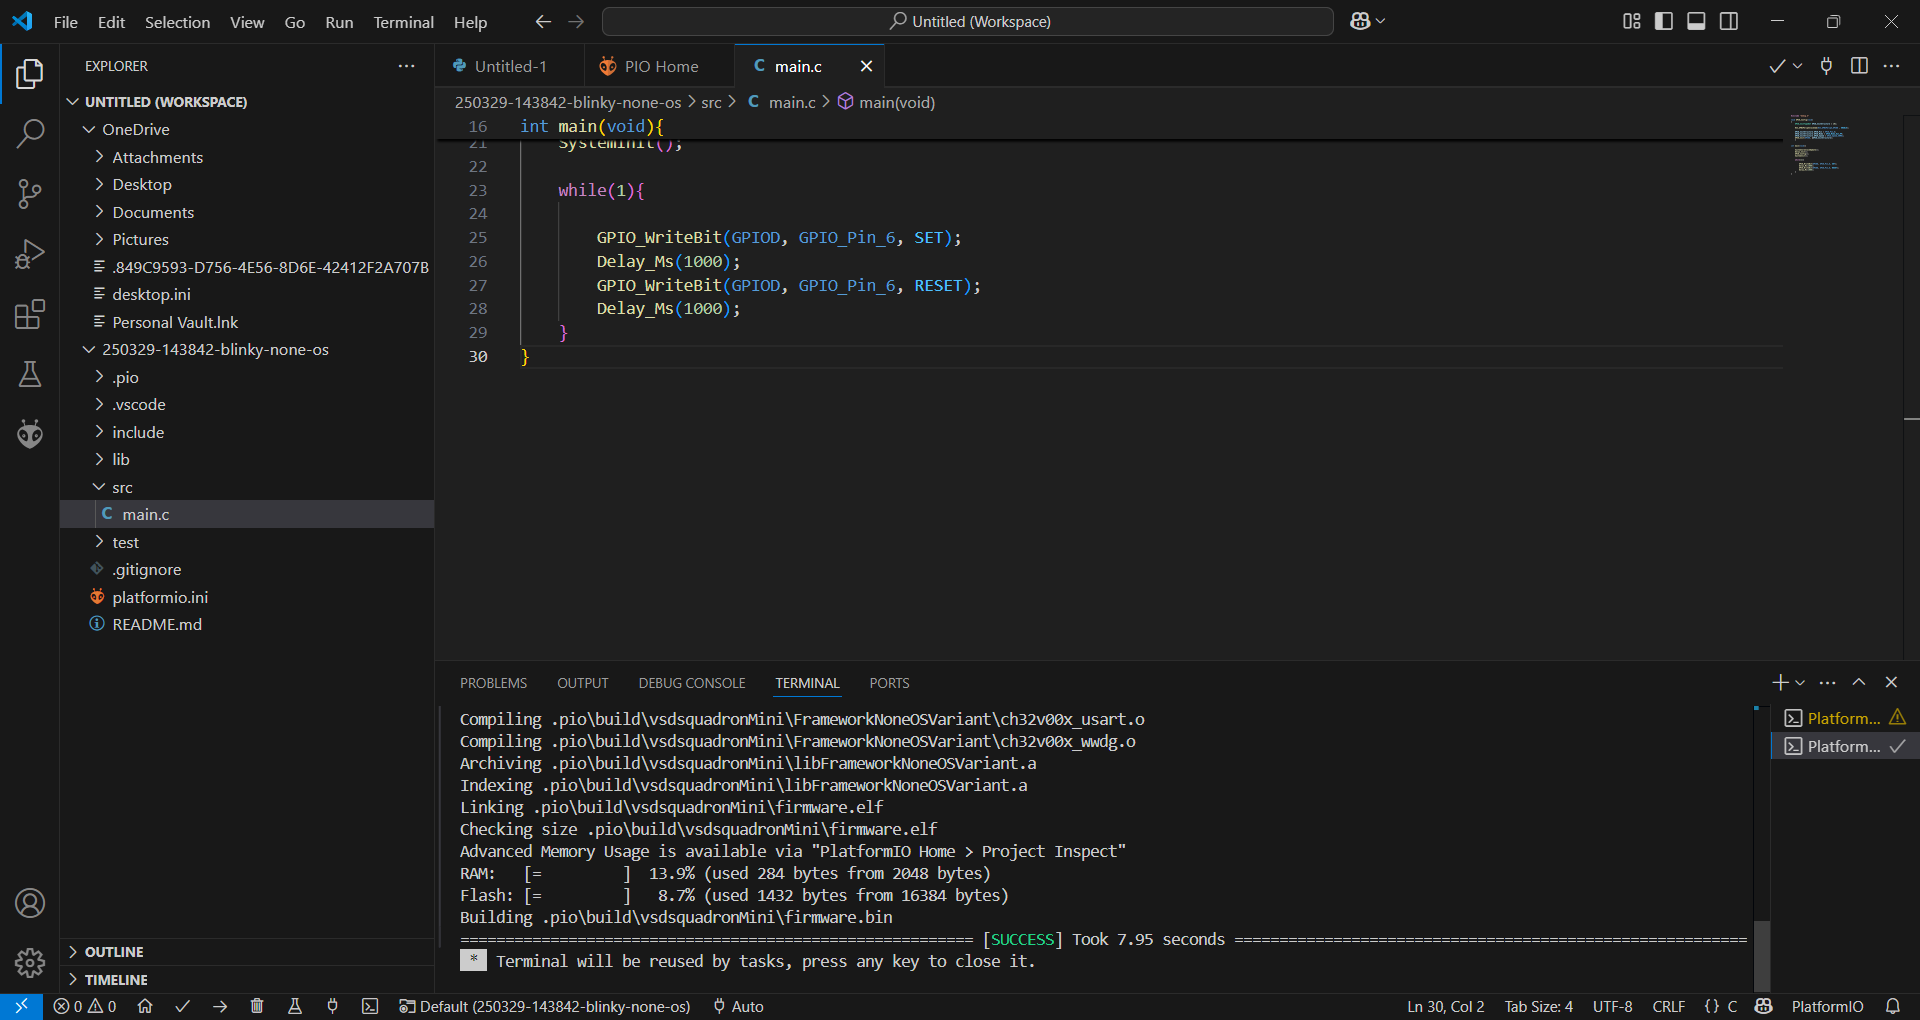 File Edit Selection View Go Run Terminal Help
Untitled (Workspace)
EXPLORER
UNTITLED (WORKSPACE)
OneDrive
Attachments
Desktop
Documents
Pictures
.849C9593-D756-4E56-8D6E-42412F2A707B
desktop.ini
Personal Vault.lnk
250329-143842-blinky-none-os
.pio
.vscode
include
lib
src
C main.c
test
.gitignore
platformio.ini
README.md
OUTLINE
TIMELINE
Untitled-1 PIO Home C main.c
250329-143842-blinky-none-os > src > C main.c > main(void)
16 int main(void){
21 SystemInit();
22
23 while(1){
24
25 GPIO_WriteBit(GPIOD, GPIO_Pin_6, SET);
26 Delay_Ms(1000);
27 GPIO_WriteBit(GPIOD, GPIO_Pin_6, RESET);
28 Delay_Ms(1000);
29 }
30 }
PROBLEMS OUTPUT DEBUG CONSOLE TERMINAL PORTS
Compiling .pio\build\vsdsquadronMini\FrameworkNoneOSVariant\ch32v00x_usart.o
Compiling .pio\build\vsdsquadronMini\FrameworkNoneOSVariant\ch32v00x_wwdg.o
Archiving .pio\build\vsdsquadronMini\libFrameworkNoneOSVariant.a
Indexing .pio\build\vsdsquadronMini\libFrameworkNoneOSVariant.a
Linking .pio\build\vsdsquadronMini\firmware.elf
Checking size .pio\build\vsdsquadronMini\firmware.elf
Advanced Memory Usage is available via "PlatformIO Home > Project Inspect"
RAM: [= ] 13.9% (used 284 bytes from 2048 bytes)
Flash: [= ] 8.7% (used 1432 bytes from 16384 bytes)
Building .pio\build\vsdsquadronMini\firmware.bin
========================================================= [SUCCESS] Took 7.95 seconds =========================================================
* Terminal will be reused by tasks, press any key to close it.
Platform...
Platform...
0 0 Default (250329-143842-blinky-none-os) Auto Ln 30, Col 2 Tab Size: 4 UTF-8 CRLF {} C PlatformIO